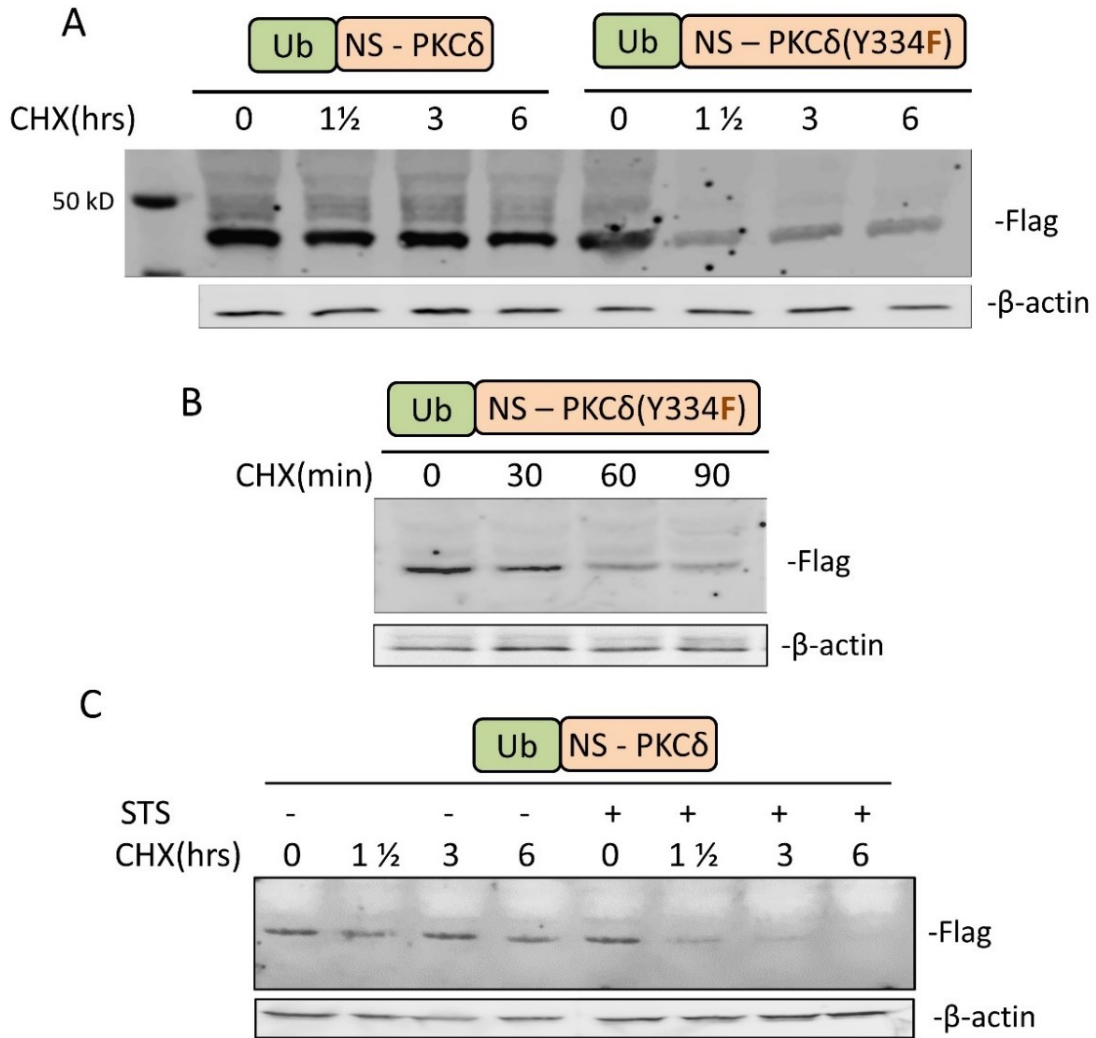 A
Ub NS - PKCδ Ub NS – PKCδ(Y334F)
CHX(hrs) 0 1½ 3 6 0 1 ½ 3 6
50 kD
-Flag
-β-actin
B
Ub NS – PKCδ(Y334F)
CHX(min) 0 30 60 90
-Flag
-β-actin
C
Ub NS - PKCδ
STS - - - + + + +
CHX(hrs) 0 1 ½ 3 6 0 1 ½ 3 6
-Flag
-β-actin